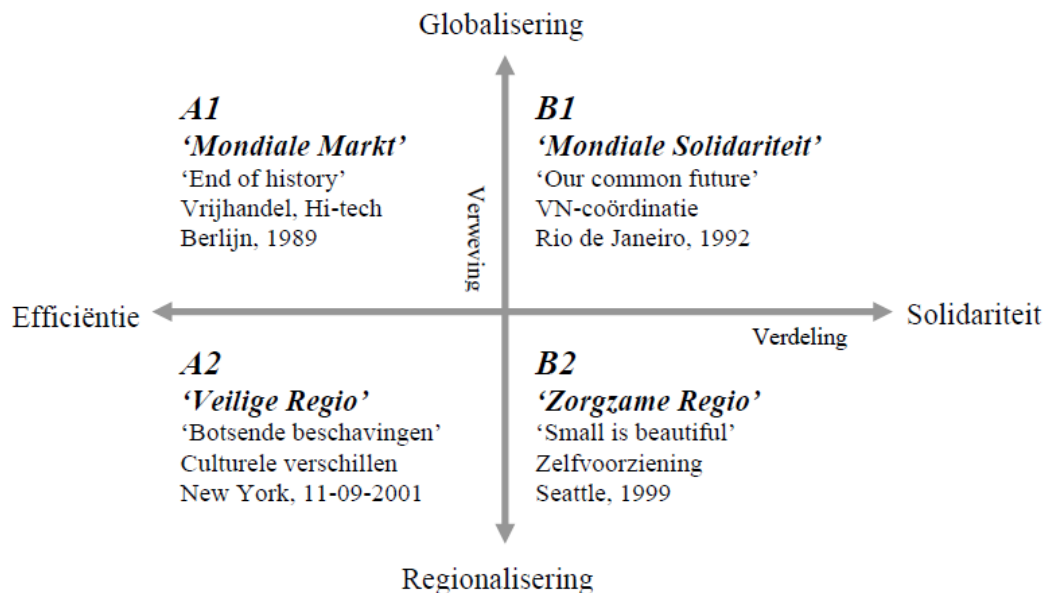 Globalisering
A1
‘Mondiale Markt’
‘End of history’
Vrijhandel, Hi-tech
Berlijn, 1989
B1
‘Mondiale Solidariteit’
‘Our common future’
VN-coördinatie
Rio de Janeiro, 1992
Verweving
Efficiëntie
Solidariteit
Verdeling
A2
‘Veilige Regio’
‘Botsende beschavingen’
Culturele verschillen
New York, 11-09-2001
B2
‘Zorgzame Regio’
‘Small is beautiful’
Zelfvoorziening
Seattle, 1999
Regionalisering